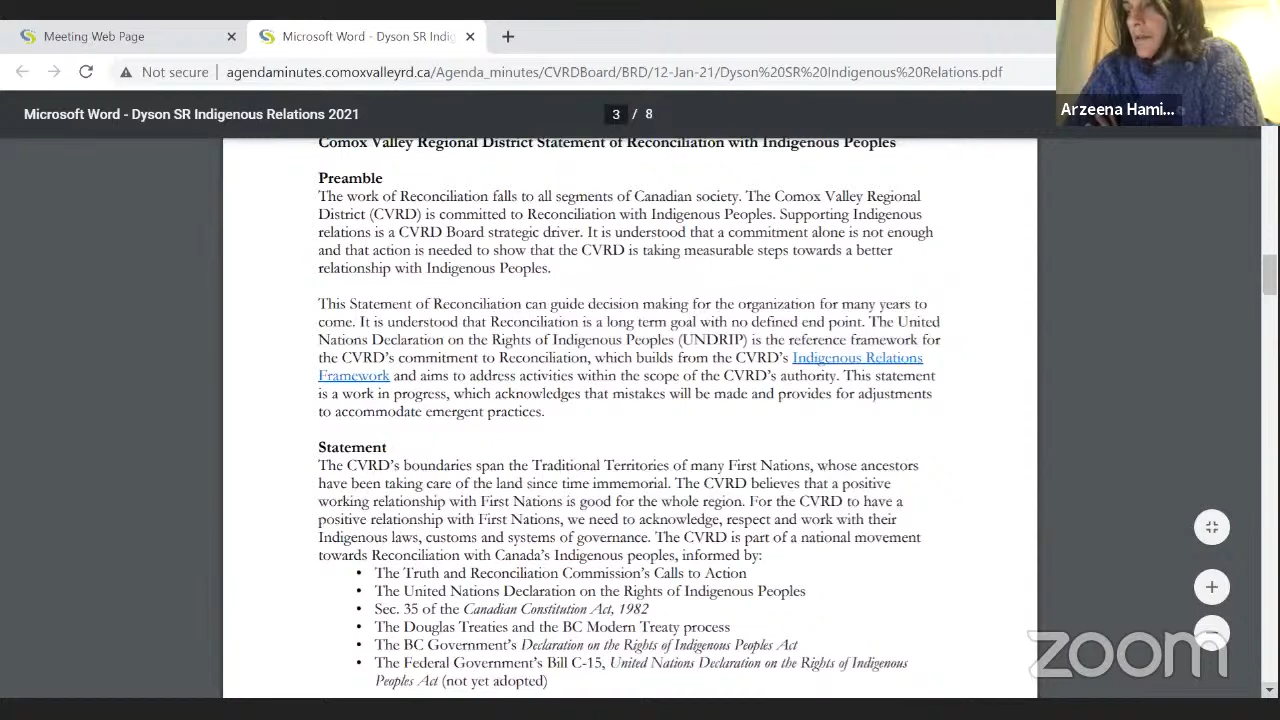 Meeting Web Page
Microsoft Word - Dyson SR Indig
Not secure
agendaminutes.comoxvalleyrd.ca/Agenda_minutes/CVRDBoard/BRD/12-Jan-21/Dyson%20SR%20Indigenous%20Relations.pdf
Arzeena Hami...
Microsoft Word - Dyson SR Indigenous Relations 2021
3 / 8
Comox Valley Regional District Statement of Reconciliation with Indigenous Peoples
Preamble
The work of Reconciliation falls to all segments of Canadian society. The Comox Valley Regional
District (CVRD) is committed to Reconciliation with Indigenous Peoples. Supporting Indigenous
relations is a CVRD Board strategic driver. It is understood that a commitment alone is not enough
and that action is needed to show that the CVRD is taking measurable steps towards a better
relationship with Indigenous Peoples.
This Statement of Reconciliation can guide decision making for the organization for many years to
come. It is understood that Reconciliation is a long term goal with no defined end point. The United
Nations Declaration on the Rights of Indigenous Peoples (UNDRIP) is the reference framework for
the CVRD's commitment to Reconciliation, which builds from the CVRD's Indigenous Relations
Framework and aims to address activities within the scope of the CVRD's authority. This statement
is a work in progress, which acknowledges that mistakes will be made and provides for adjustments
to accommodate emergent practices.
Statement
The CVRD's boundaries span the Traditional Territories of many First Nations, whose ancestors
have been taking care of the land since time immemorial. The CVRD believes that a positive
working relationship with First Nations is good for the whole region. For the CVRD to have a
positive relationship with First Nations, we need to acknowledge, respect and work with their
Indigenous laws, customs and systems of governance. The CVRD is part of a national movement
towards Reconciliation with Canada's Indigenous peoples, informed by:
• The Truth and Reconciliation Commission's Calls to Action
• The United Nations Declaration on the Rights of Indigenous Peoples
• Sec. 35 of the Canadian Constitution Act, 1982
• The Douglas Treaties and the BC Modern Treaty process
• The BC Government's Declaration on the Rights of Indigenous Peoples Act
• The Federal Government's Bill C-15, United Nations Declaration on the Rights of Indigenous
Peoples Act (not yet adopted)
zoom